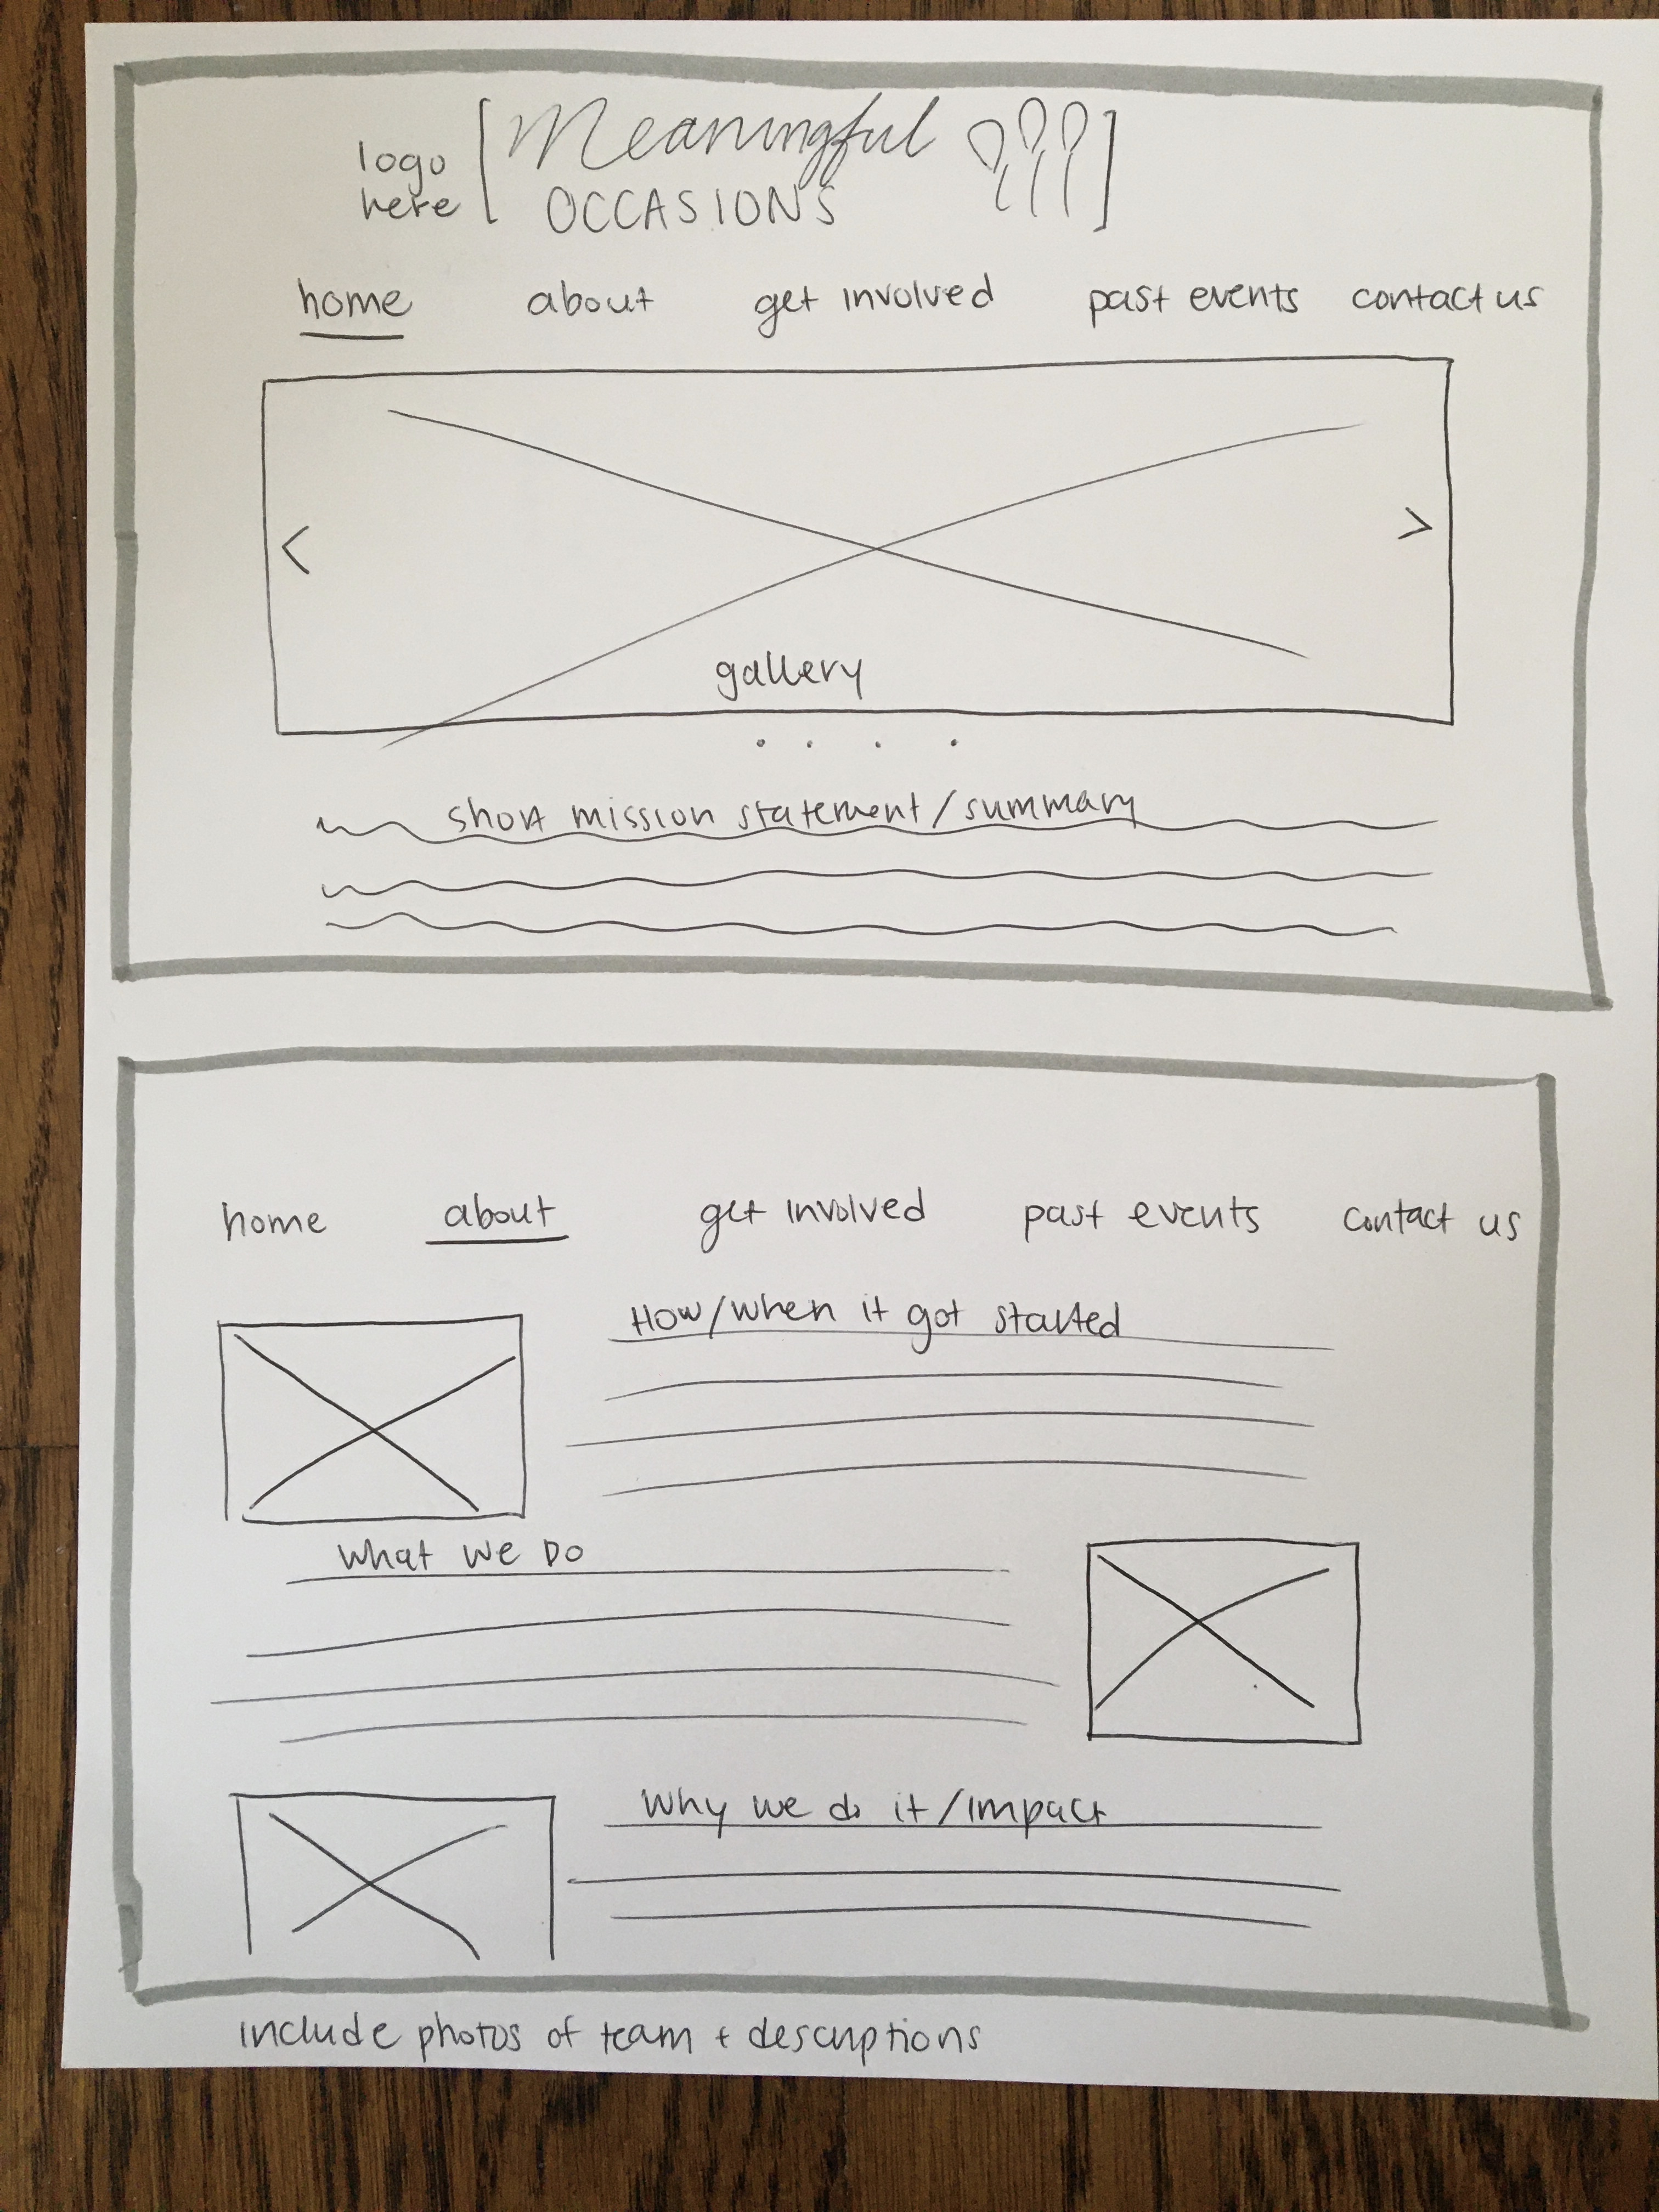 logo here
Meaningful
OCCASIONS
home about get involved past events contact us
< >
gallery
short mission statement/summary
home about get involved past events contact us
How/when it got started
What we Do
Why we do it/impact
include photos of team + descriptions